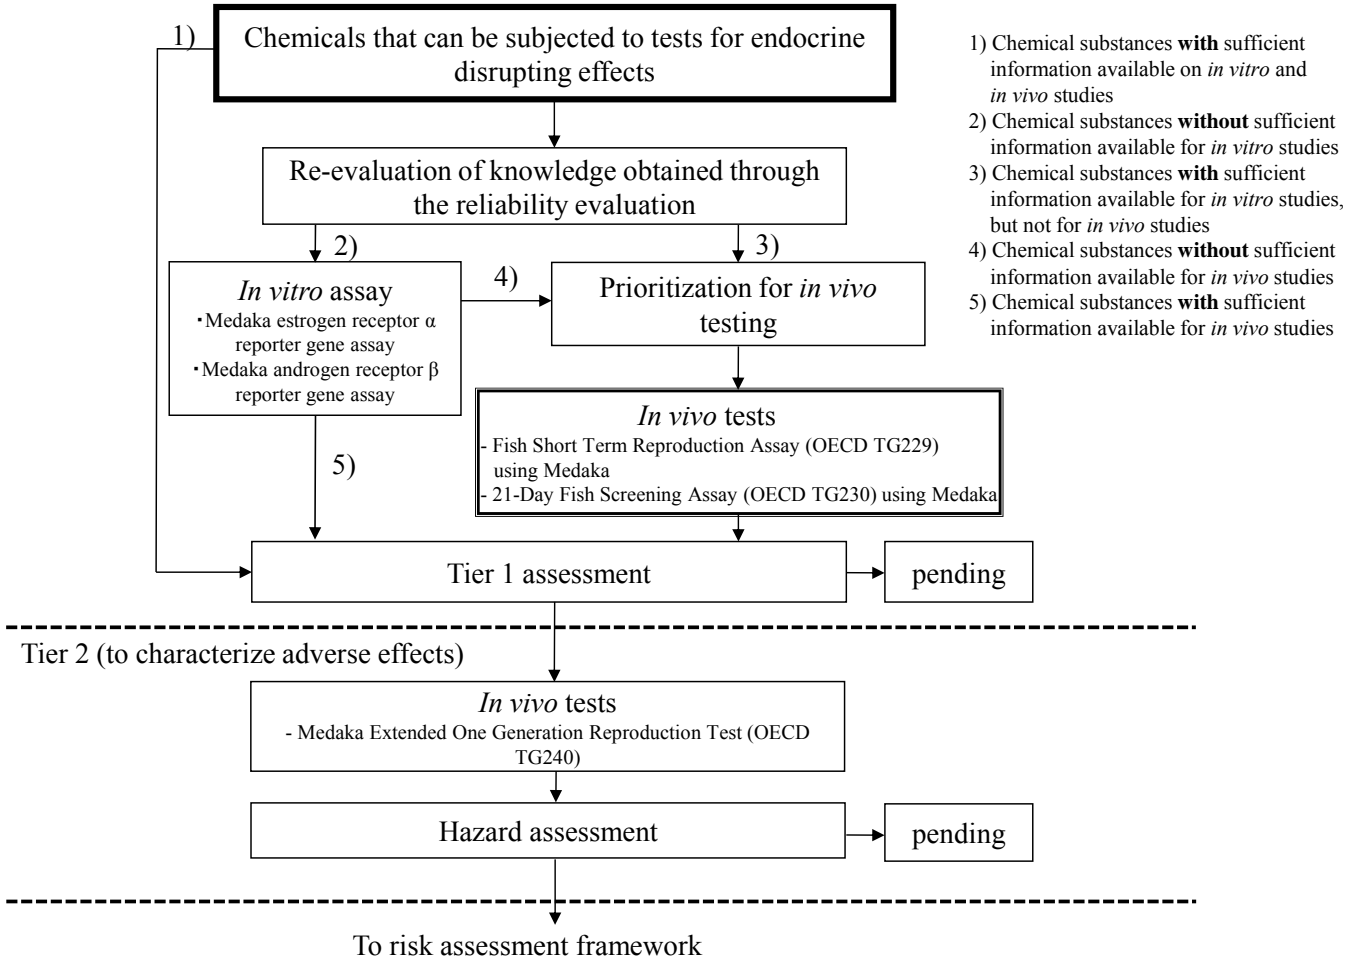 1)
Chemicals that can be subjected to tests for endocrine
disrupting effects
1) Chemical substances with sufficient
information available on in vitro and
in vivo studies
2) Chemical substances without sufficient
information available for in vitro studies
3) Chemical substances with sufficient
information available for in vitro studies,
but not for in vivo studies
4) Chemical substances without sufficient
information available for in vivo studies
5) Chemical substances with sufficient
information available for in vivo studies
Re-evaluation of knowledge obtained through
the reliability evaluation
2)
3)
In vitro assay
・Medaka estrogen receptor α
reporter gene assay
・Medaka androgen receptor β
reporter gene assay
4)
Prioritization for in vivo
testing
In vivo tests
- Fish Short Term Reproduction Assay (OECD TG229)
using Medaka
- 21-Day Fish Screening Assay (OECD TG230) using Medaka
5)
Tier 1 assessment
pending
Tier 2 (to characterize adverse effects)
In vivo tests
- Medaka Extended One Generation Reproduction Test (OECD
TG240)
Hazard assessment
pending
To risk assessment framework